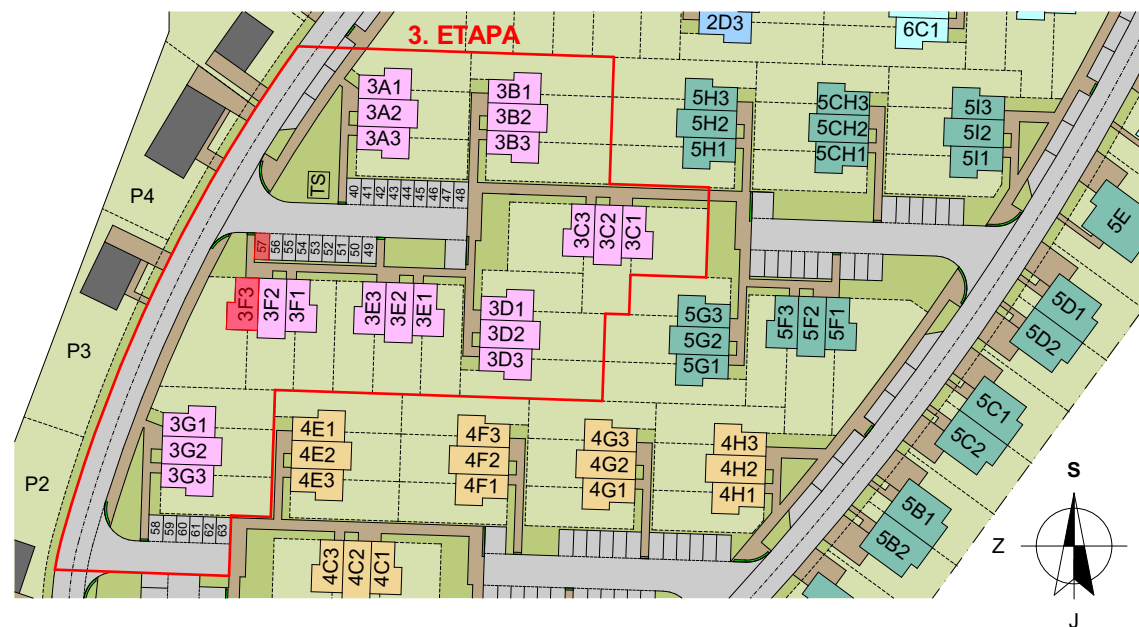 2D3
6C1
3. ETAPA
3A1
3A2
3A3
3B1
3B2
3B3
5H3
5H2
5H1
5CH3
5CH2
5CH1
5I3
5I2
5I1
P4
TS
40
41
42
43
44
45
46
47
48
3C3
3C2
3C1
5E
57
56
55
54
53
52
51
50
49
3F3
3F2
3F1
3E3
3E2
3E1
3D1
3D2
3D3
5G3
5G2
5G1
5F3
5F2
5F1
5D1
5D2
P3
3G1
3G2
3G3
4E1
4E2
4E3
4F3
4F2
4F1
4G3
4G2
4G1
4H3
4H2
4H1
5C1
5C2
P2
58
59
60
61
62
63
5B1
5B2
4C3
4C2
4C1
S
Z
J